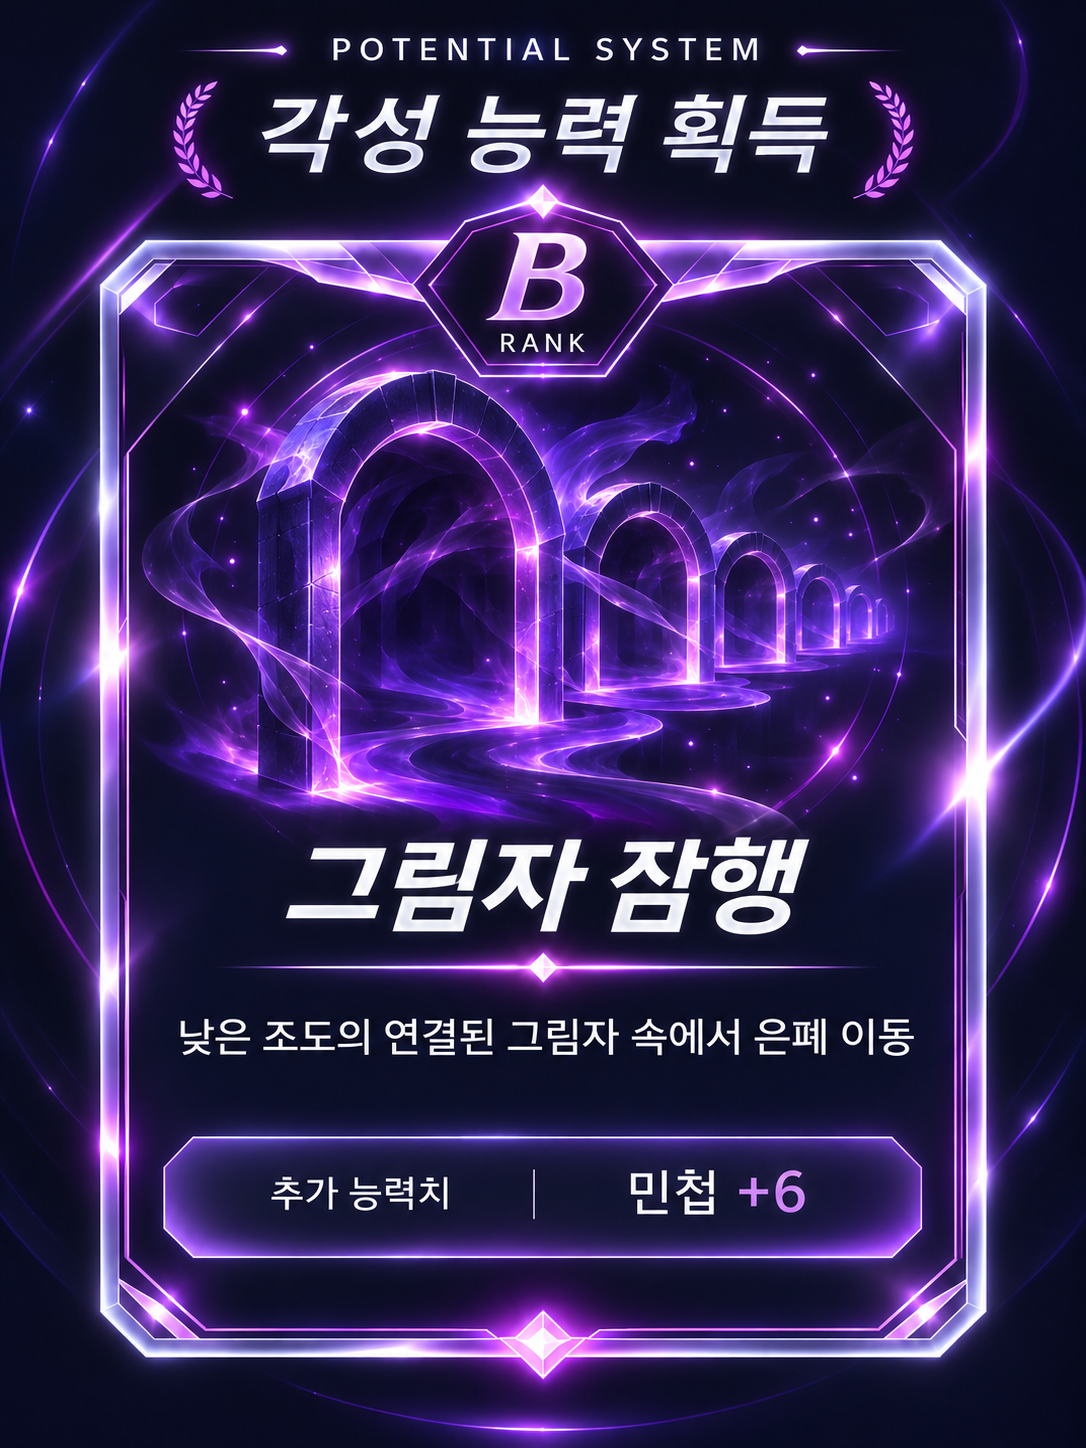 POTENTIAL SYSTEM
각성 능력 획득
B
RANK
그림자 잠행
낮은 조도의 연결된 그림자 속에서 은폐 이동
추가 능력치 민첩 +6